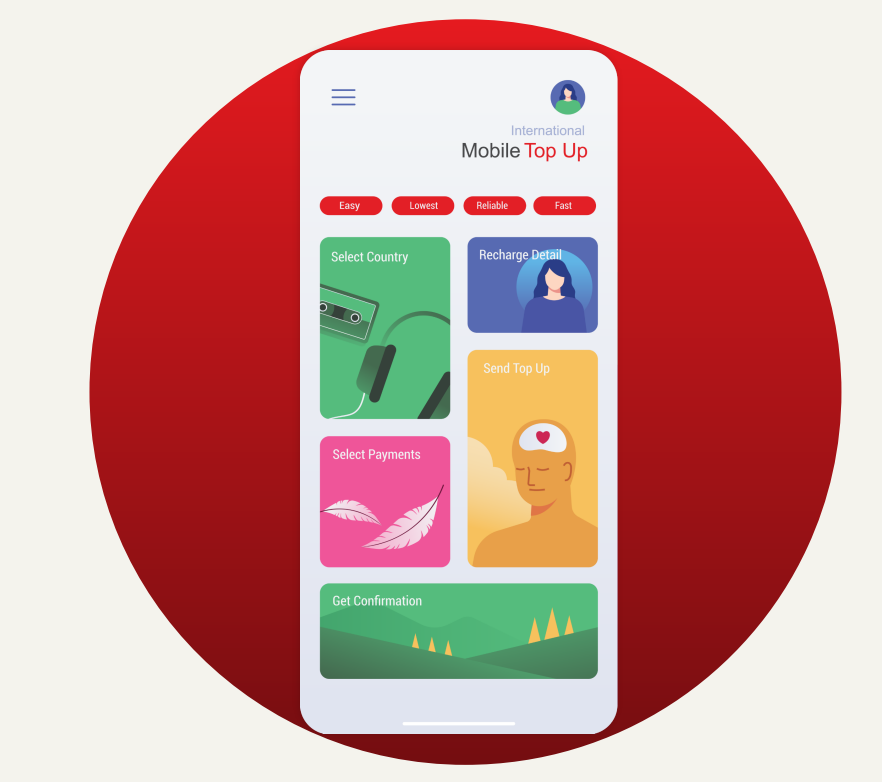 International
Mobile Top Up
Easy
Lowest
Reliable
Fast
Select Country
Recharge Detail
Send Top Up
Select Payments
Get Confirmation